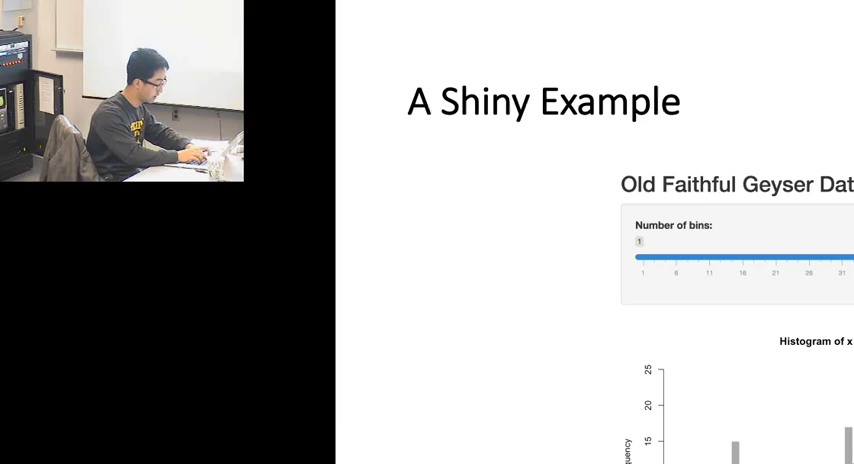 A Shiny Example
Old Faithful Geyser Dat
Number of bins:
1
1 6 11 16 21 26 31
Histogram of x
25
20
15
quency